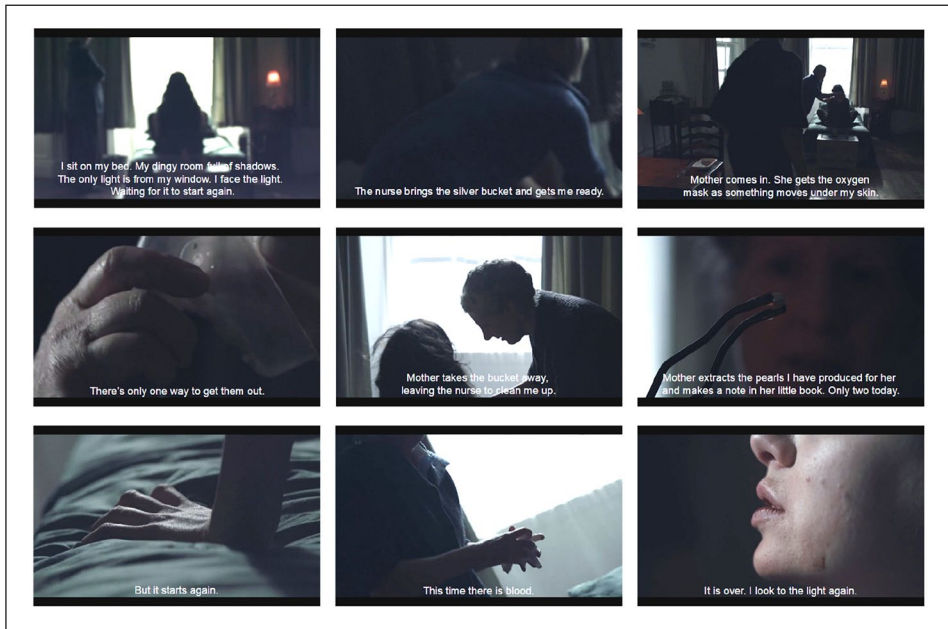 I sit on my bed. My dingy room full of shadows.
The only light is from my window. I face the light.
Waiting for it to start again.
The nurse brings the silver bucket and gets me ready.
Mother comes in. She gets the oxygen
mask as something moves under my skin.
There's only one way to get them out.
Mother takes the bucket away,
leaving the nurse to clean me up.
Mother extracts the pearls I have produced for her
and makes a note in her little book. Only two today.
But it starts again.
This time there is blood.
It is over. I look to the light again.